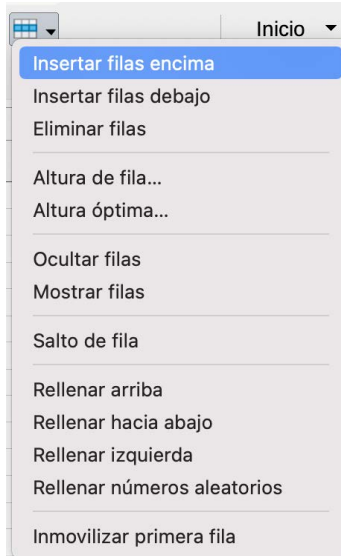 Inicio
Insertar filas encima
Insertar filas debajo
Eliminar filas
Altura de fila...
Altura óptima...
Ocultar filas
Mostrar filas
Salto de fila
Rellenar arriba
Rellenar hacia abajo
Rellenar izquierda
Rellenar números aleatorios
Inmovilizar primera fila